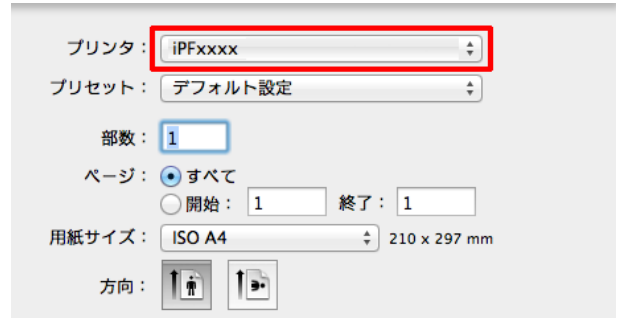 プリンタ： iPFxxxx
プリセット： デフォルト設定
部数： 1
ページ： すべて
開始： 1 終了： 1
用紙サイズ： ISO A4 210 x 297 mm
方向：